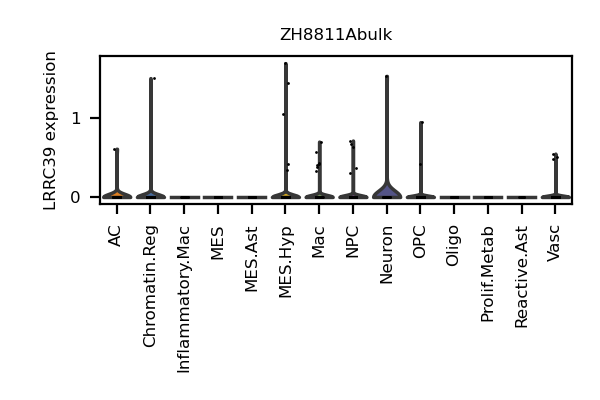 ZH8811Abulk
LRRC39 expression
1
0
AC
Chromatin.Reg
Inflammatory.Mac
MES
MES.Ast
MES.Hyp
Mac
NPC
Neuron
OPC
Oligo
Prolif.Metab
Reactive.Ast
Vasc